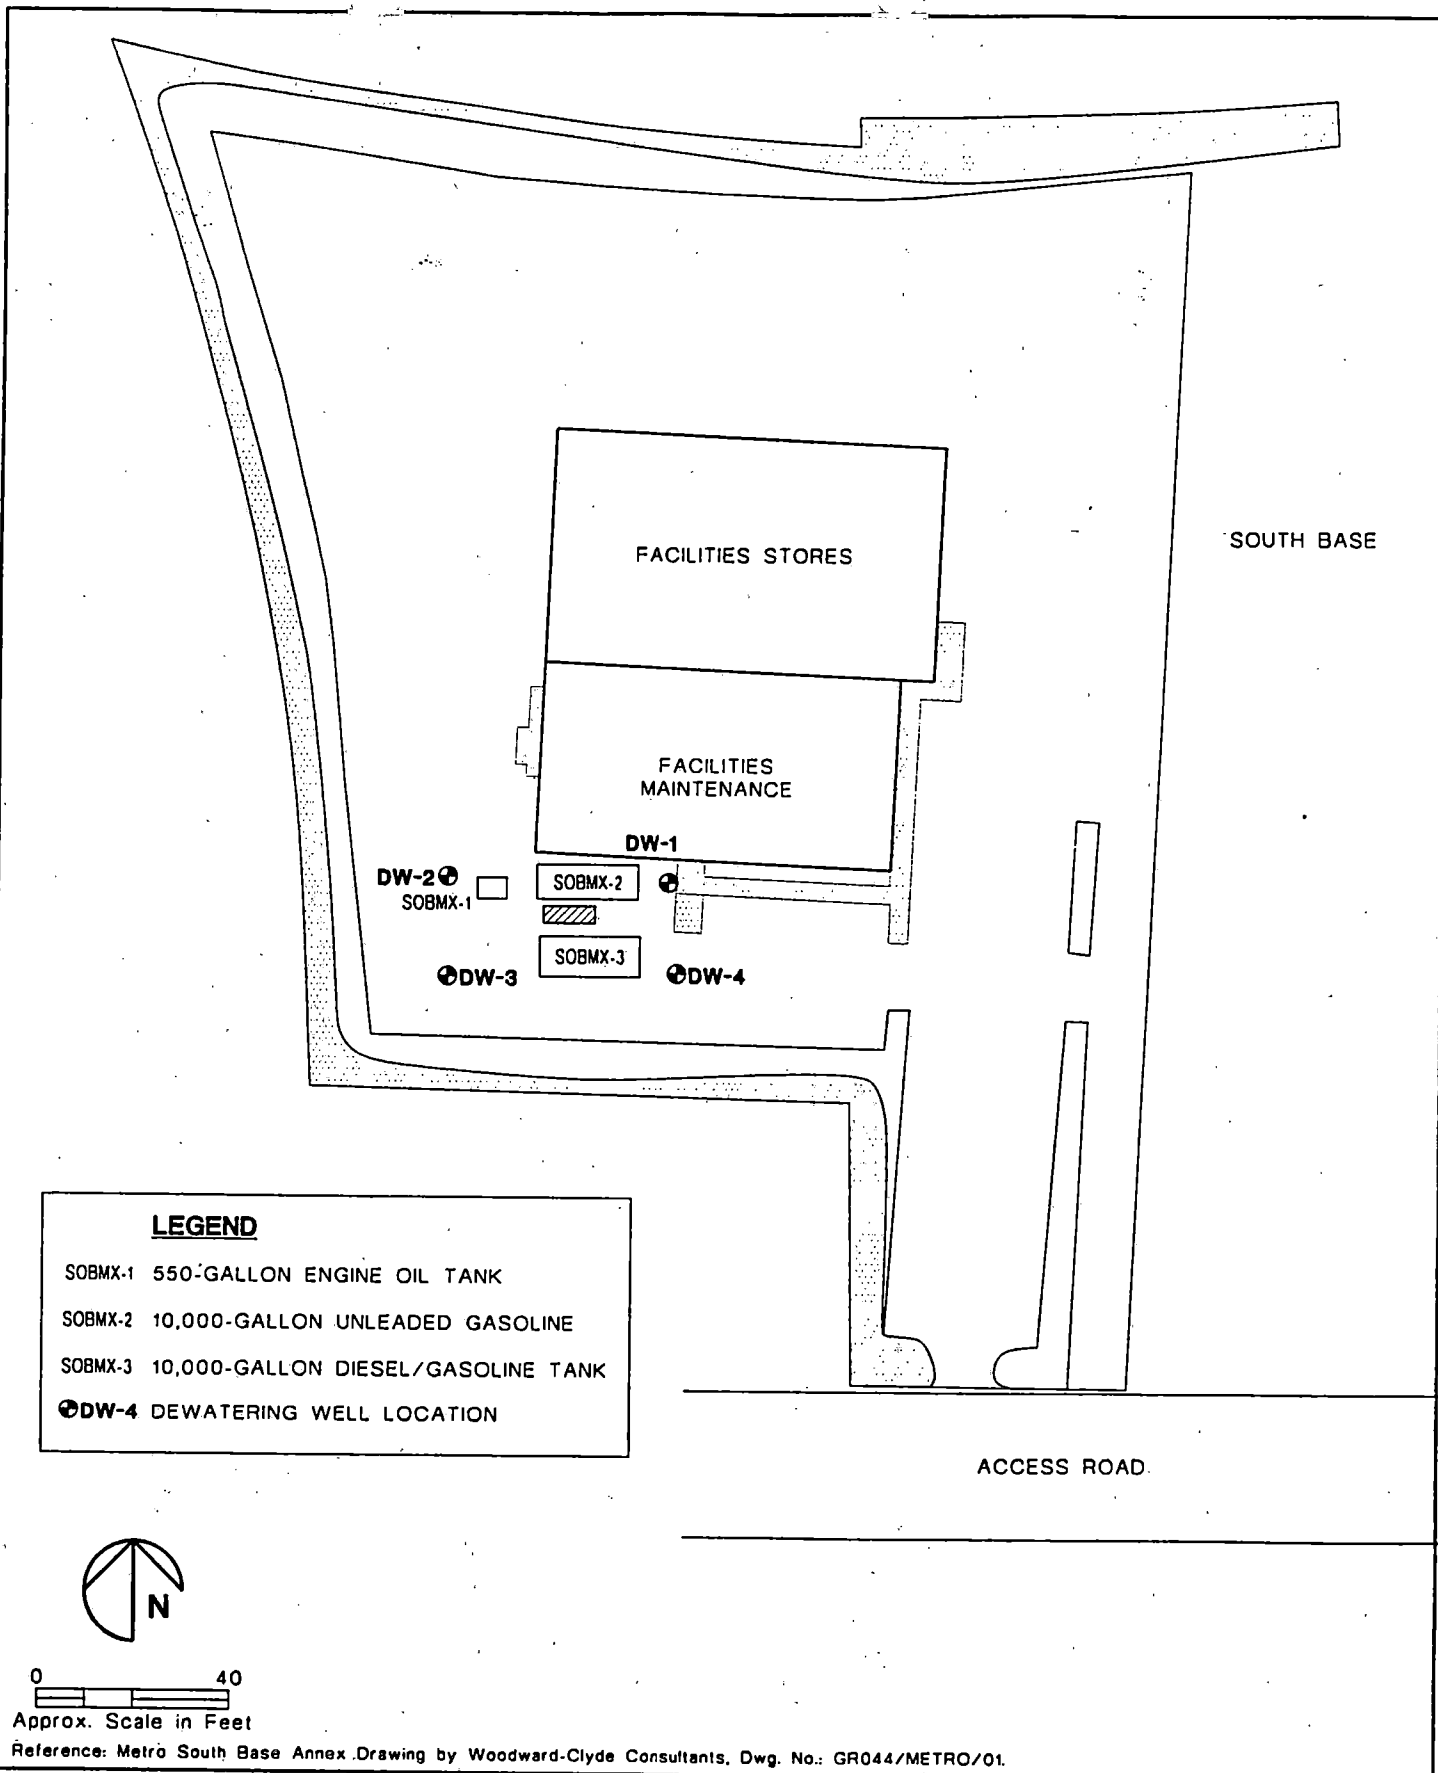 SOUTH BASE
FACILITIES STORES
FACILITIES
MAINTENANCE
DW-1
DW-2
SOBMX-1
SOBMX-2
SOBMX-3
DW-3
DW-4
LEGEND
SOBMX-1 550-GALLON ENGINE OIL TANK
SOBMX-2 10,000-GALLON UNLEADED GASOLINE
SOBMX-3 10,000-GALLON DIESEL/GASOLINE TANK
DW-4 DEWATERING WELL LOCATION
ACCESS ROAD
N
0 40
Approx. Scale in Feet
Reference: Metro South Base Annex Drawing by Woodward-Clyde Consultants, Dwg. No.: GR044/METRO/01.